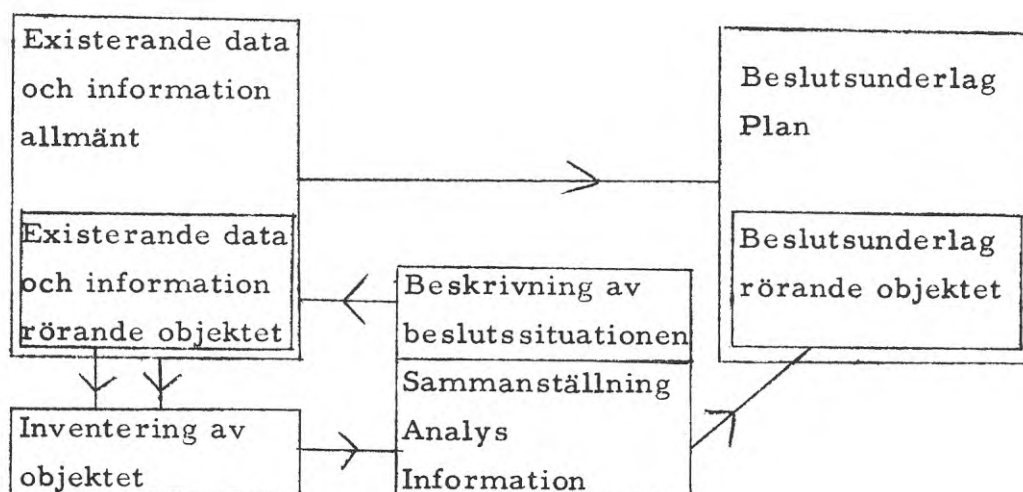 Existerande data
och information
allmänt
Existerande data
och information
rörande objektet
Inventering av
objektet
Beskrivning av
beslutssituationen
Sammanställning
Analys
Information
Beslutsunderlag
Plan
Beslutsunderlag
rörande objektet